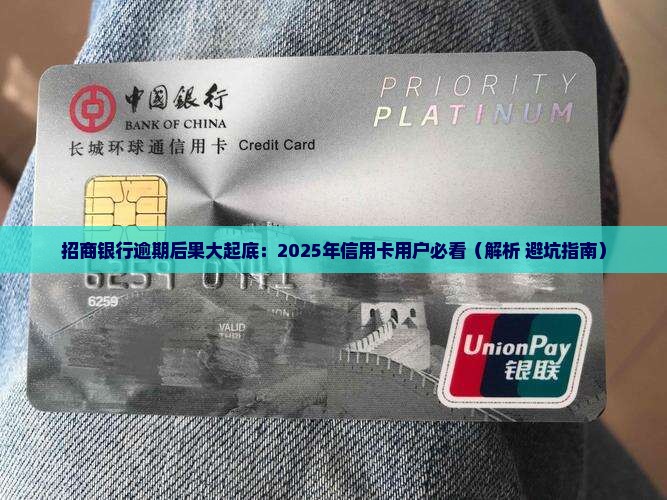 中国银行
BANK OF CHINA
PRIORITY
PLATINUM
长城环球通信用卡 Credit Card
招商银行逾期后果大起底：2025年信用卡用户必看（解析 避坑指南）
6259
VALID
MONTH
UnionPay
银联